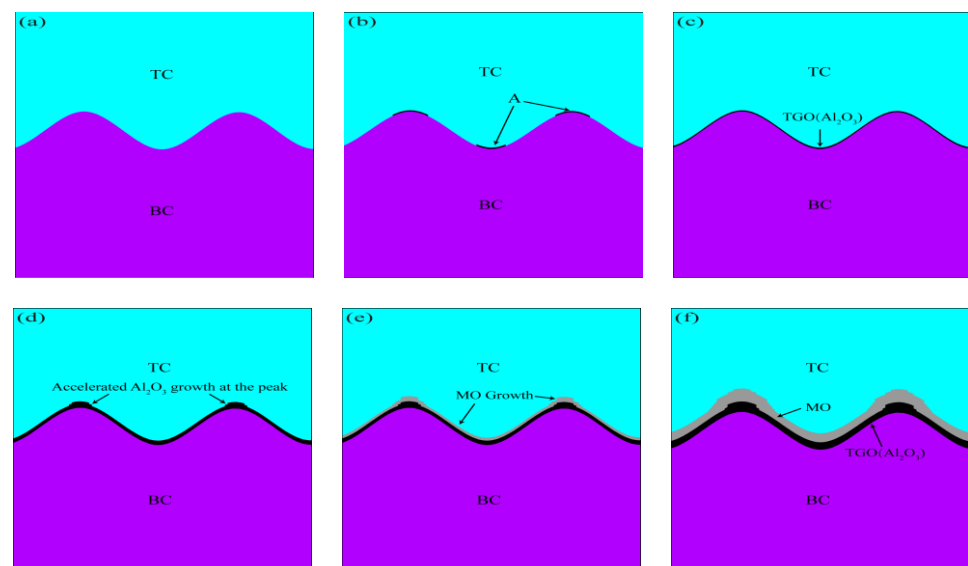 (a)
TC
BC
(b)
TC
A
BC
(c)
TC
TGO(Al₂O₃)
BC
(d)
TC
Accelerated Al₂O₃ growth at the peak
BC
(e)
TC
MO Growth
BC
(f)
TC
MO
TGO(Al₂O₃)
BC